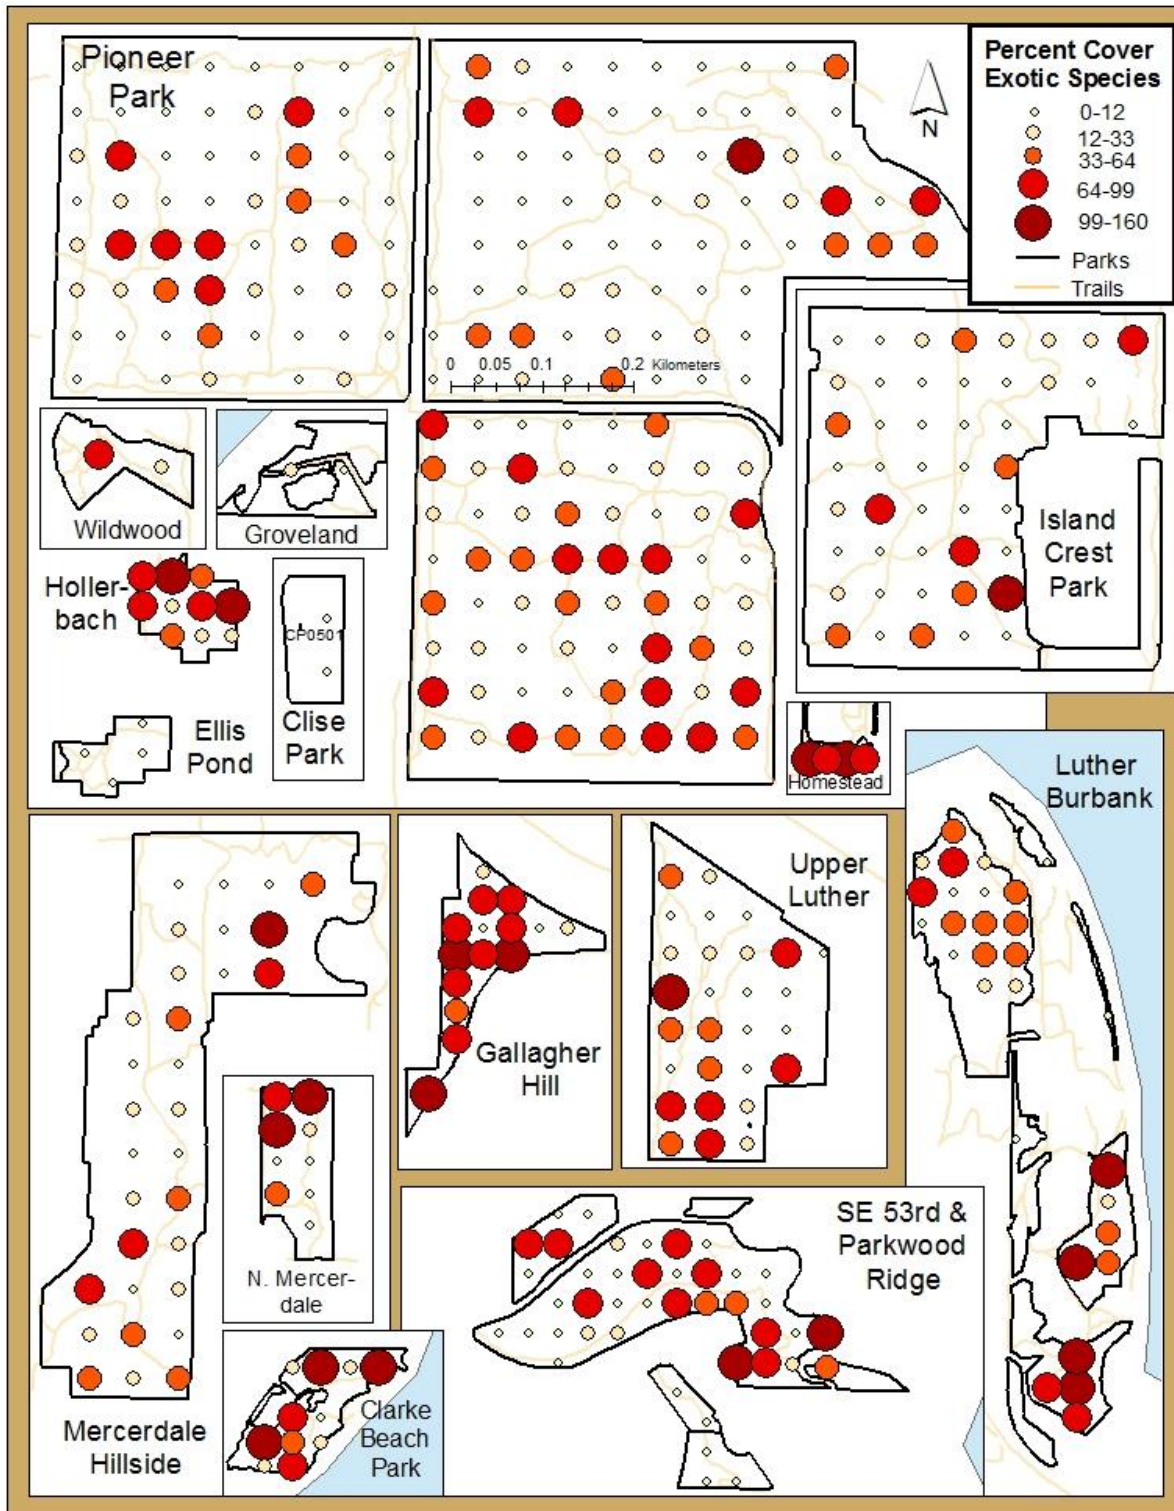 Pioneer
Park
N
Percent Cover
Exotic Species
0-12
12-33
33-64
64-99
99-160
Parks
Trails
0 0.05 0.1 0.2 Kilometers
Wildwood
Groveland
Island
Crest
Park
Holler-
bach
CP0501
Clise
Park
Ellis
Pond
Homestead
Luther
Burbank
Upper
Luther
Gallagher
Hill
N. Mercer-
dale
SE 53rd &
Parkwood
Ridge
Mercerdale
Hillside
Clarke
Beach
Park